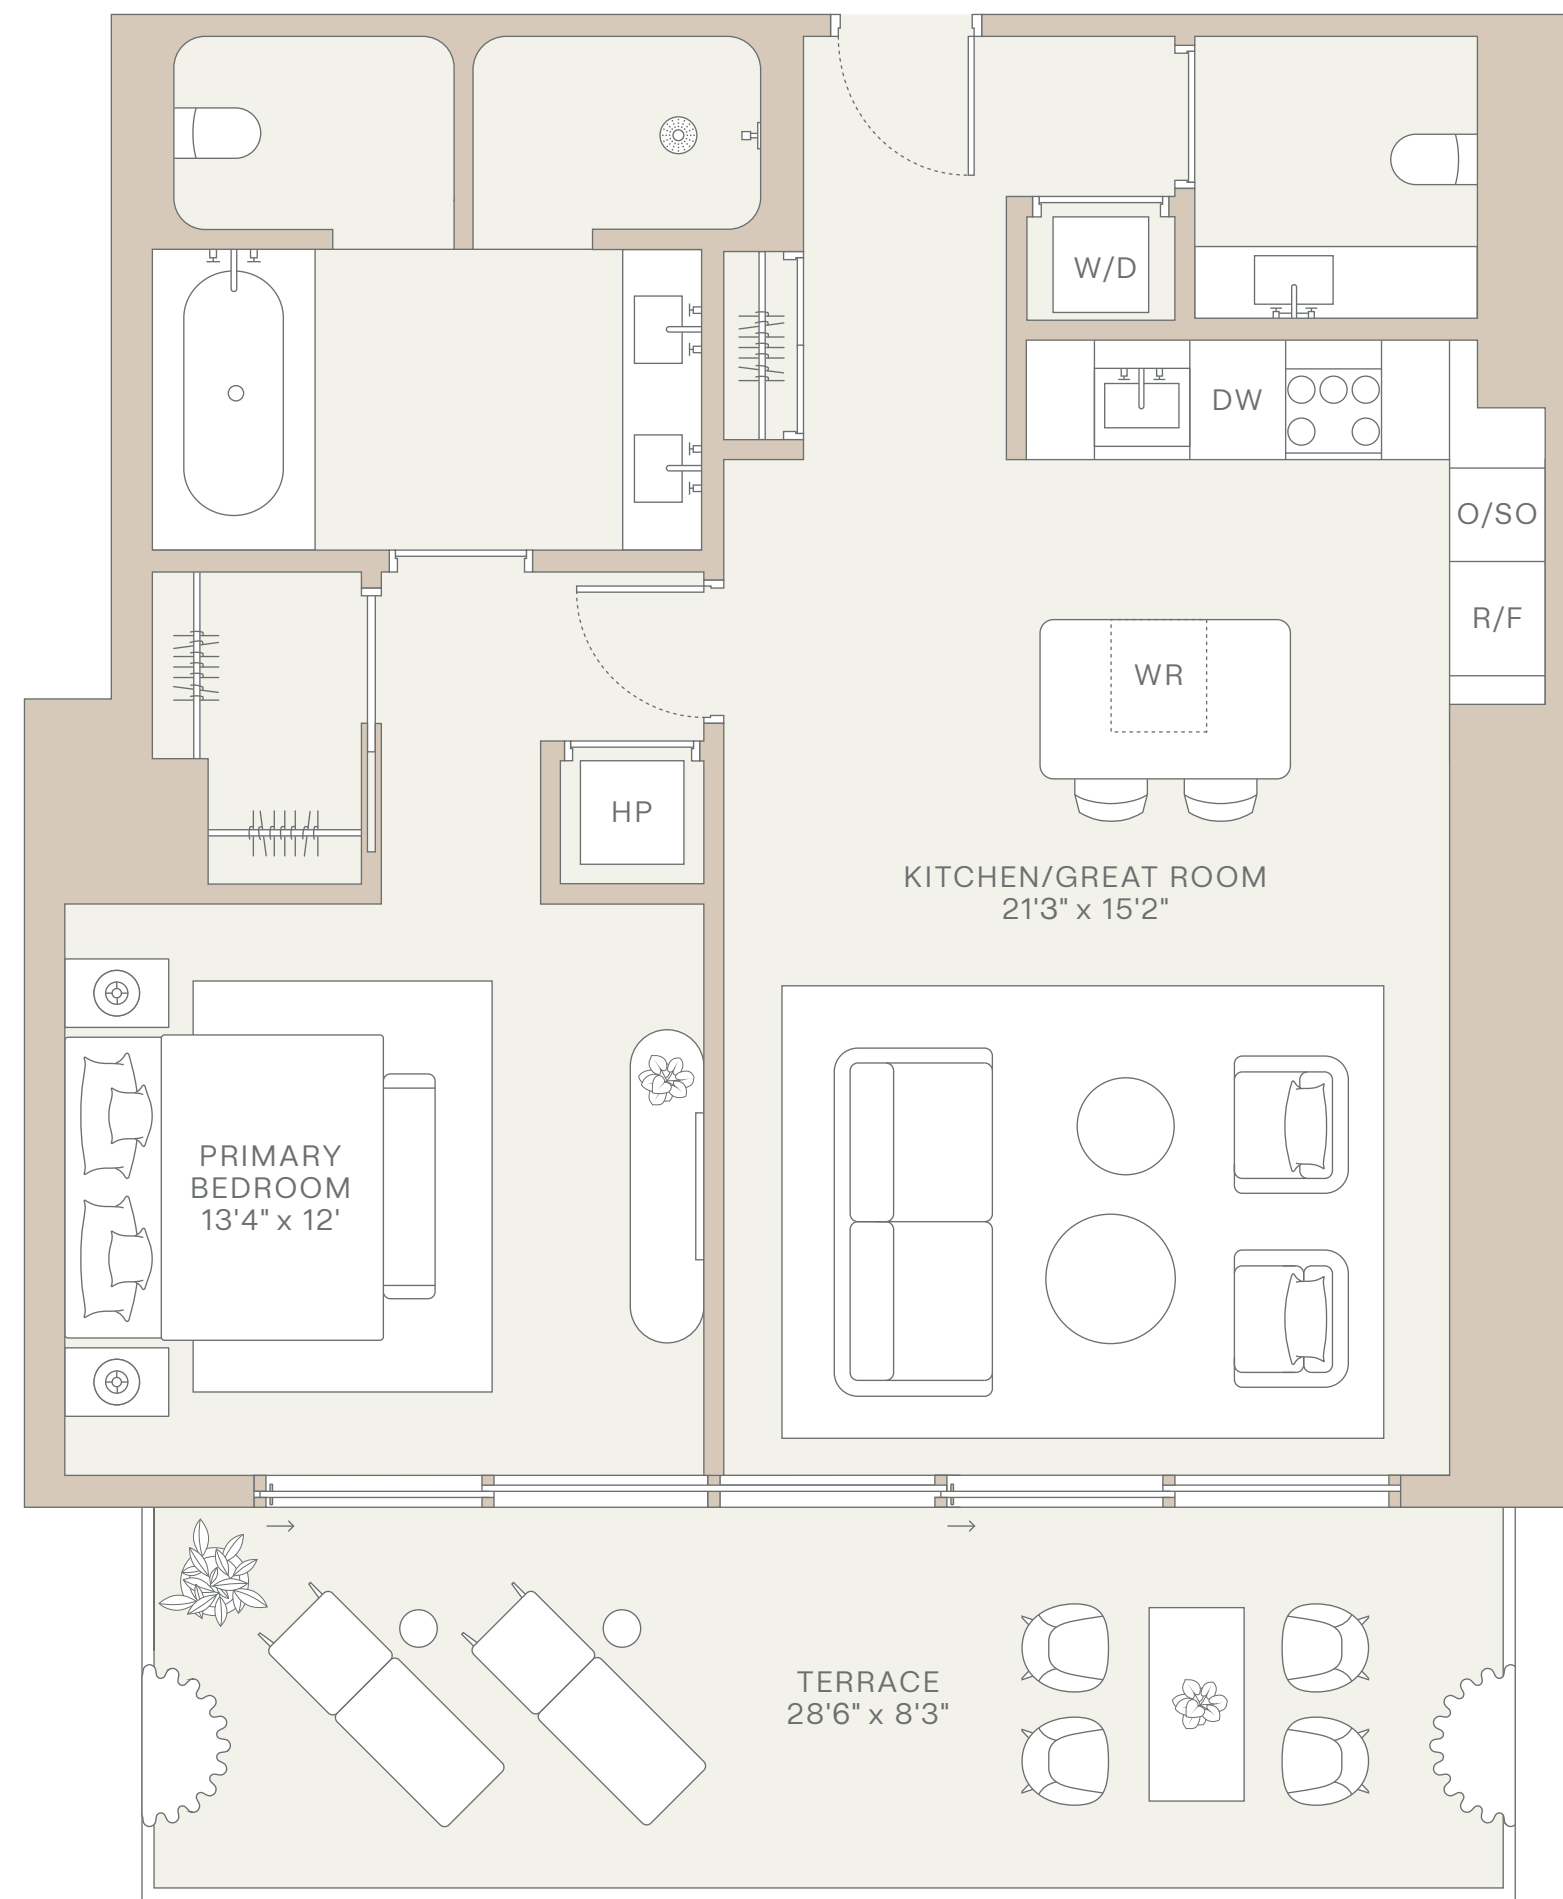 W/D
DW
O/SO
R/F
WR
HP
KITCHEN/GREAT ROOM
21'3" x 15'2"
PRIMARY
BEDROOM
13'4" x 12'
TERRACE
28'6" x 8'3"